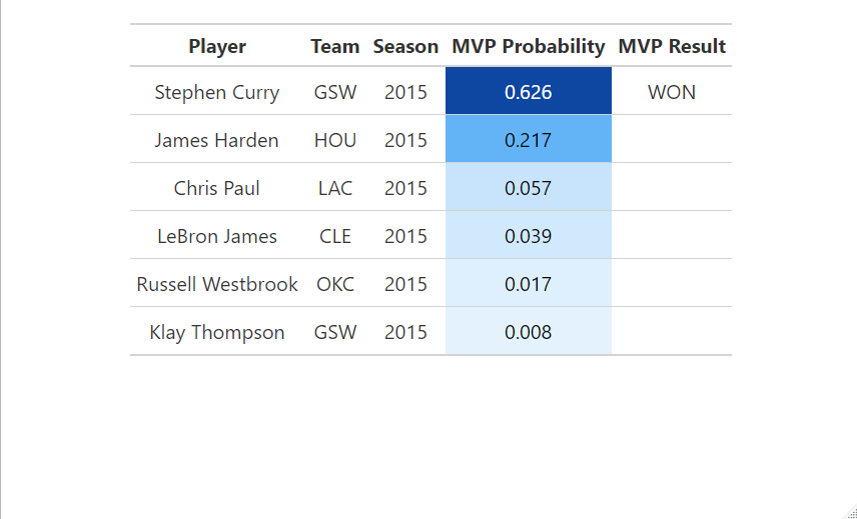 Player Team Season MVP Probability MVP Result
Stephen Curry GSW 2015 0.626 WON
James Harden HOU 2015 0.217
Chris Paul LAC 2015 0.057
LeBron James CLE 2015 0.039
Russell Westbrook OKC 2015 0.017
Klay Thompson GSW 2015 0.008